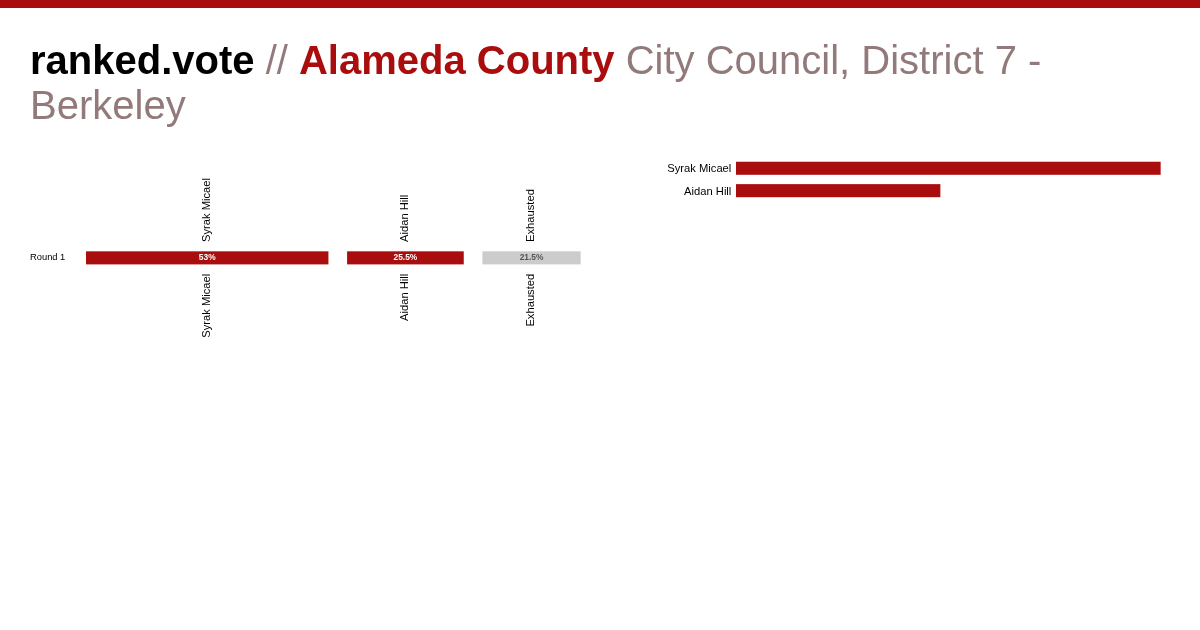 ranked.vote // Alameda County City Council, District 7 -
Berkeley
Syrak Micael
Aidan Hill
Exhausted
Round 1
53%
25.5%
21.5%
Syrak Micael
Aidan Hill
Exhausted
Syrak Micael
Aidan Hill